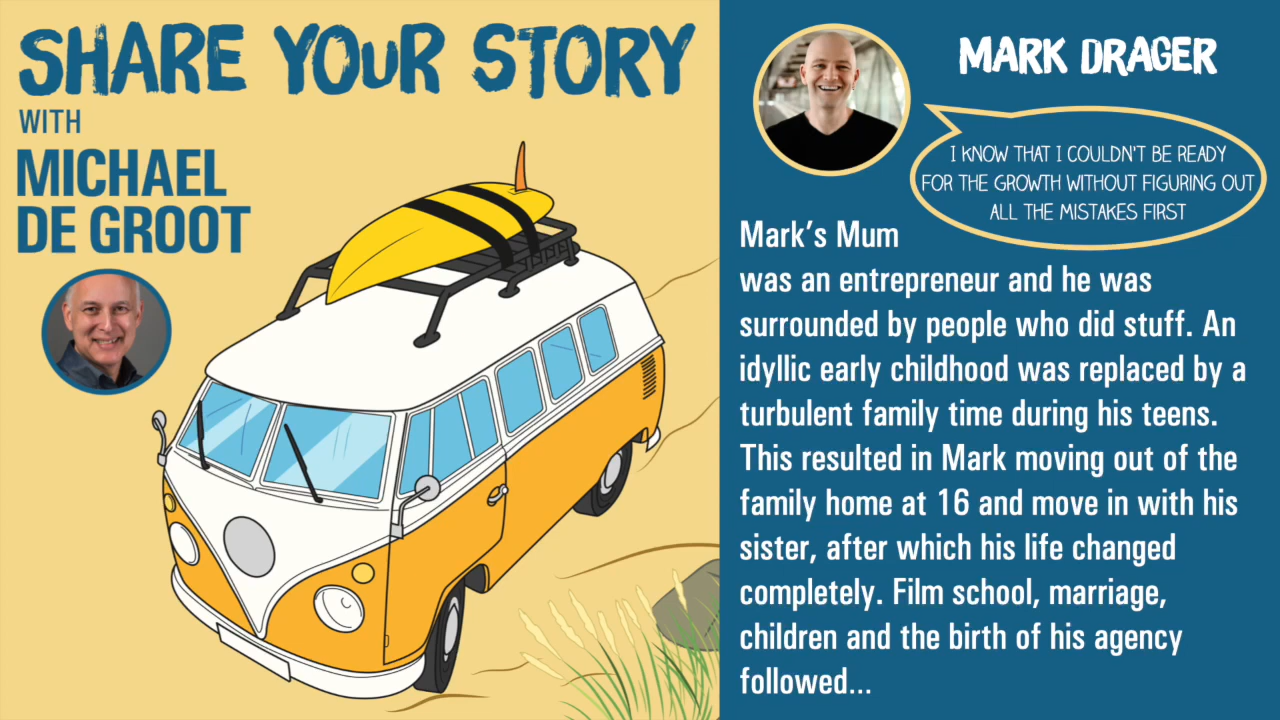 SHARE YOUR STORY
WITH
MICHAEL
DE GROOT
MARK DRAGER
I KNOW THAT I COULDN'T BE READY
FOR THE GROWTH WITHOUT FIGURING OUT
ALL THE MISTAKES FIRST
Mark's Mum
was an entrepreneur and he was
surrounded by people who did stuff. An
idyllic early childhood was replaced by a
turbulent family time during his teens.
This resulted in Mark moving out of the
family home at 16 and move in with his
sister, after which his life changed
completely. Film school, marriage,
children and the birth of his agency
followed...